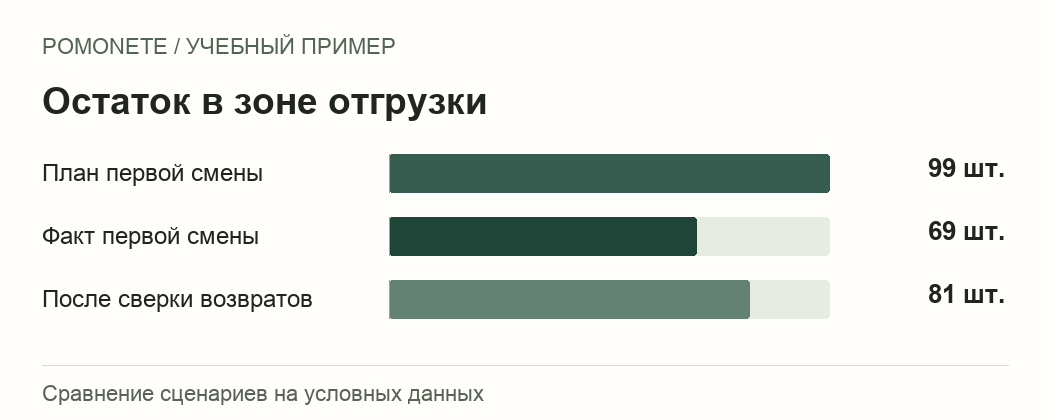 POMONETE / УЧЕБНЫЙ ПРИМЕР
Остаток в зоне отгрузки
План первой смены 99 шт.
Факт первой смены 69 шт.
После сверки возвратов 81 шт.
Сравнение сценариев на условных данных